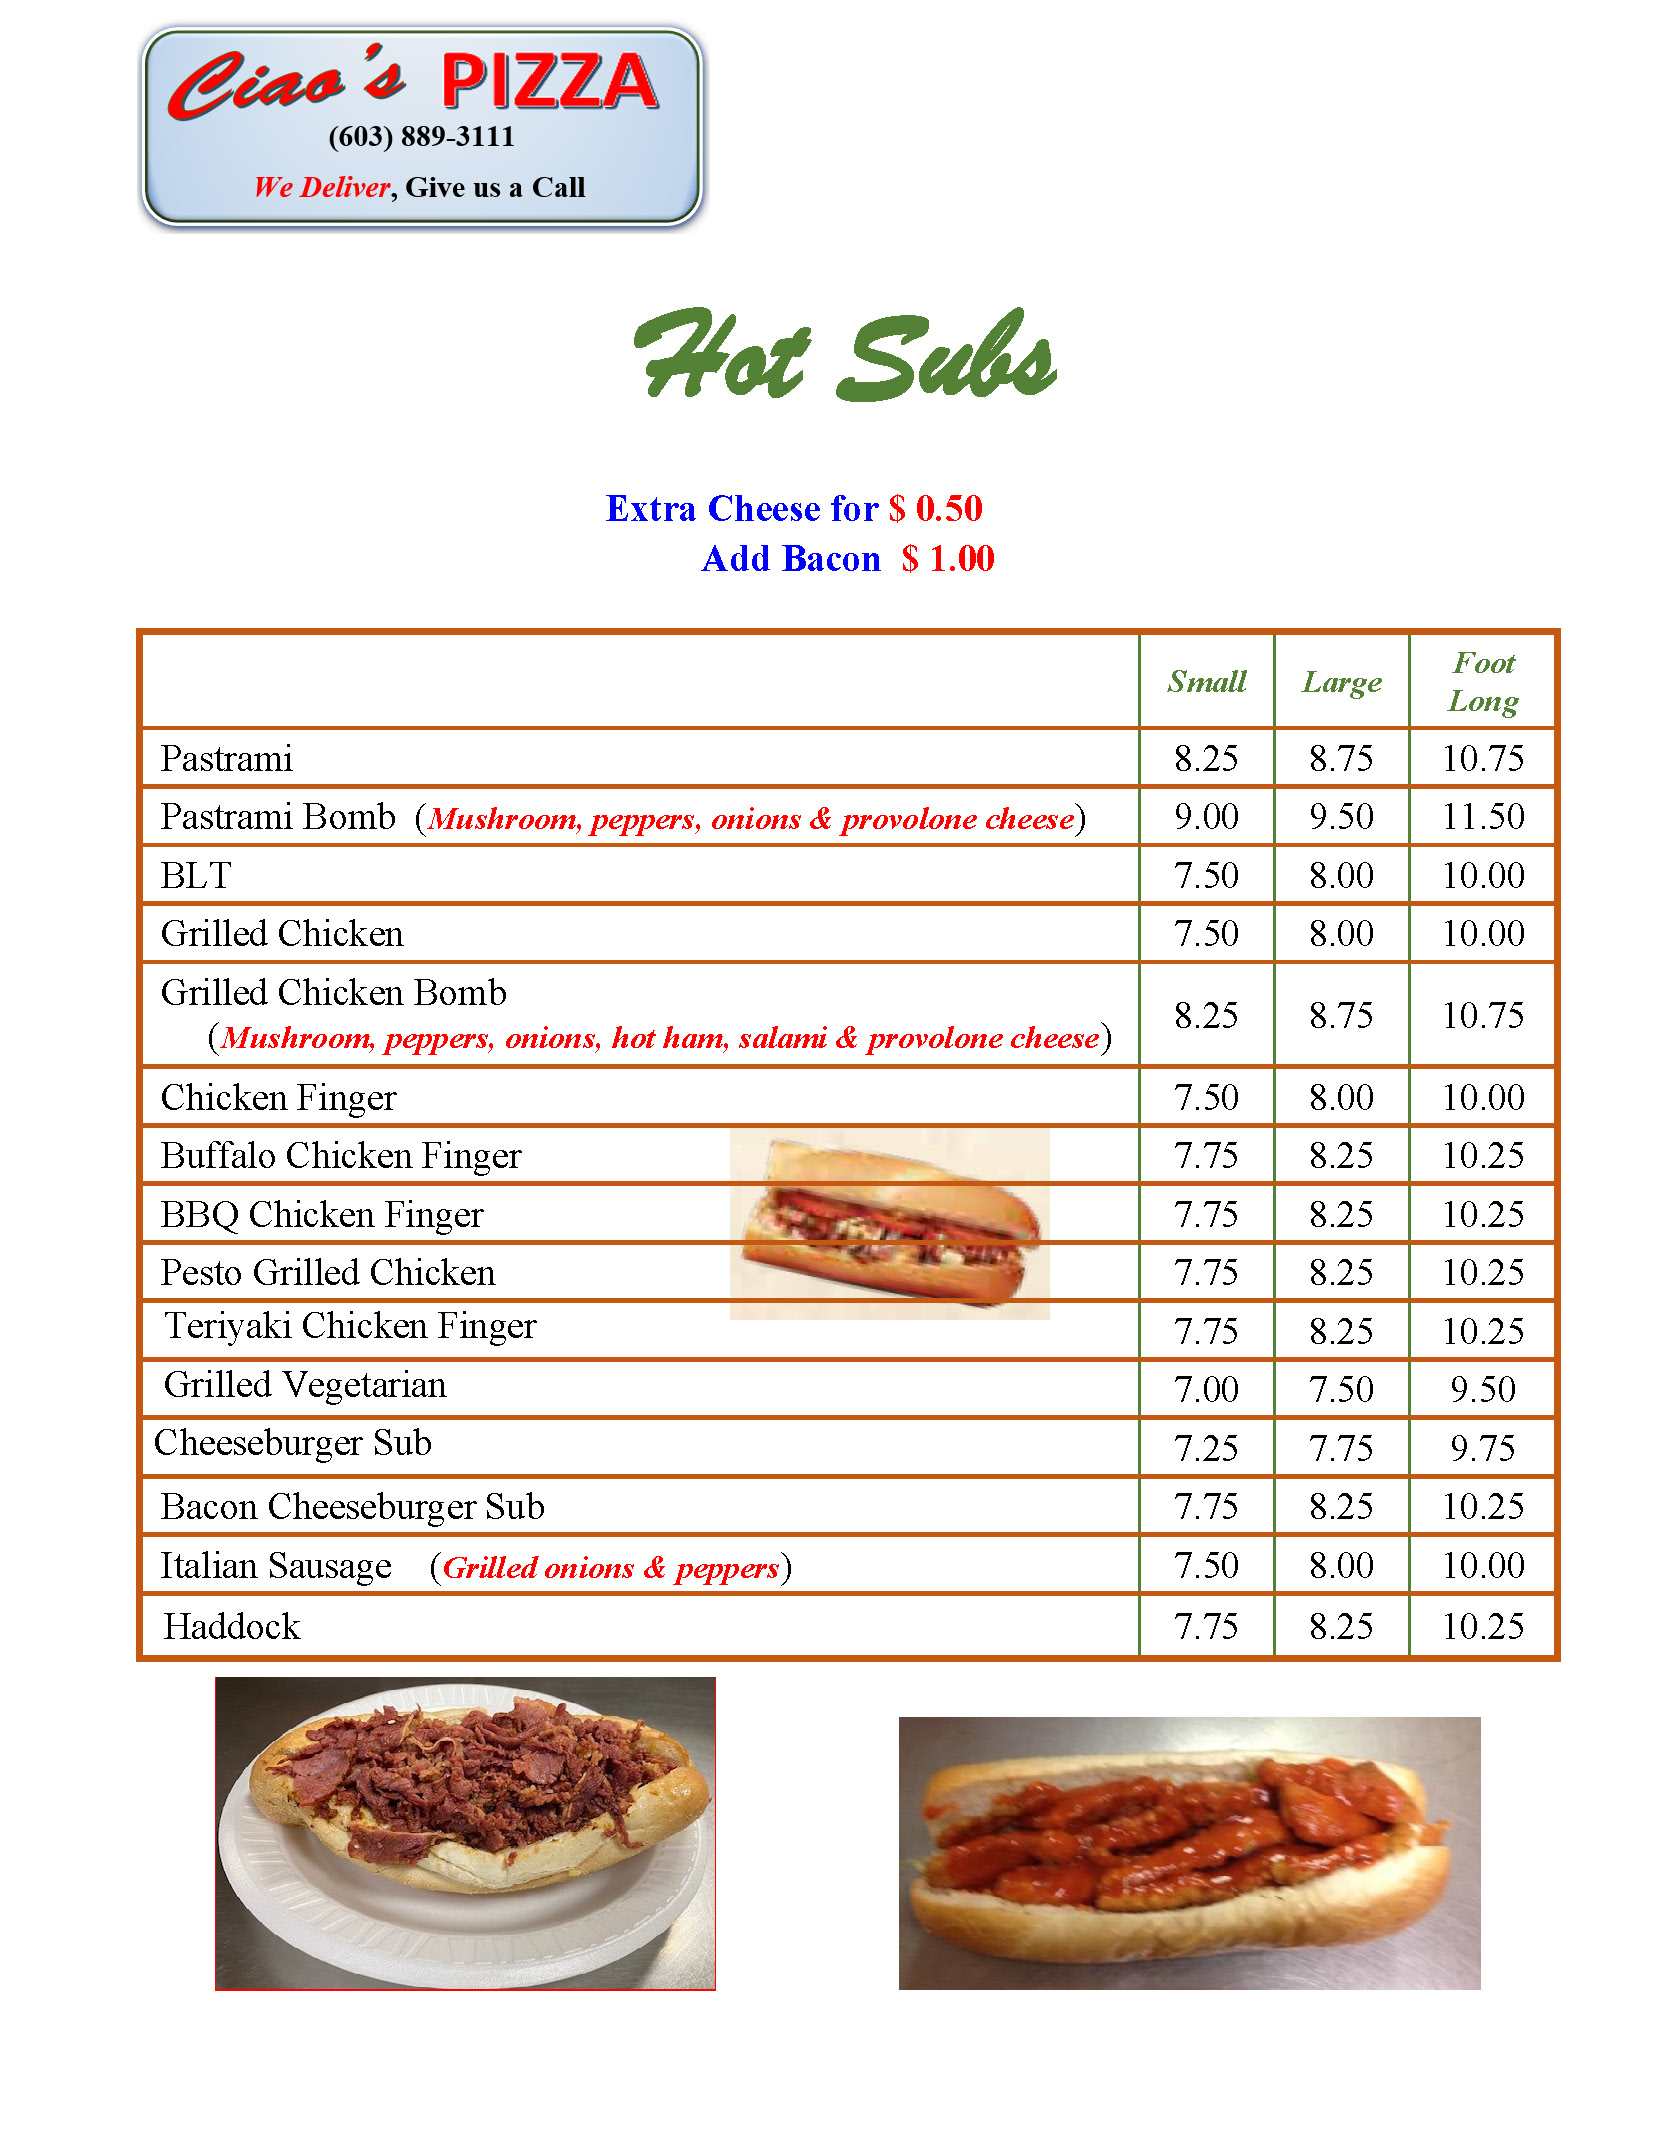 Ciao's PIZZA
(603) 889-3111
We Deliver, Give us a Call
Hot Subs
Extra Cheese for $ 0.50
Add Bacon $ 1.00
Small Large Foot Long
Pastrami 8.25 8.75 10.75
Pastrami Bomb (Mushroom, peppers, onions & provolone cheese) 9.00 9.50 11.50
BLT 7.50 8.00 10.00
Grilled Chicken 7.50 8.00 10.00
Grilled Chicken Bomb
(Mushroom, peppers, onions, hot ham, salami & provolone cheese) 8.25 8.75 10.75
Chicken Finger 7.50 8.00 10.00
Buffalo Chicken Finger 7.75 8.25 10.25
BBQ Chicken Finger 7.75 8.25 10.25
Pesto Grilled Chicken 7.75 8.25 10.25
Teriyaki Chicken Finger 7.75 8.25 10.25
Grilled Vegetarian 7.00 7.50 9.50
Cheeseburger Sub 7.25 7.75 9.75
Bacon Cheeseburger Sub 7.75 8.25 10.25
Italian Sausage (Grilled onions & peppers) 7.50 8.00 10.00
Haddock 7.75 8.25 10.25